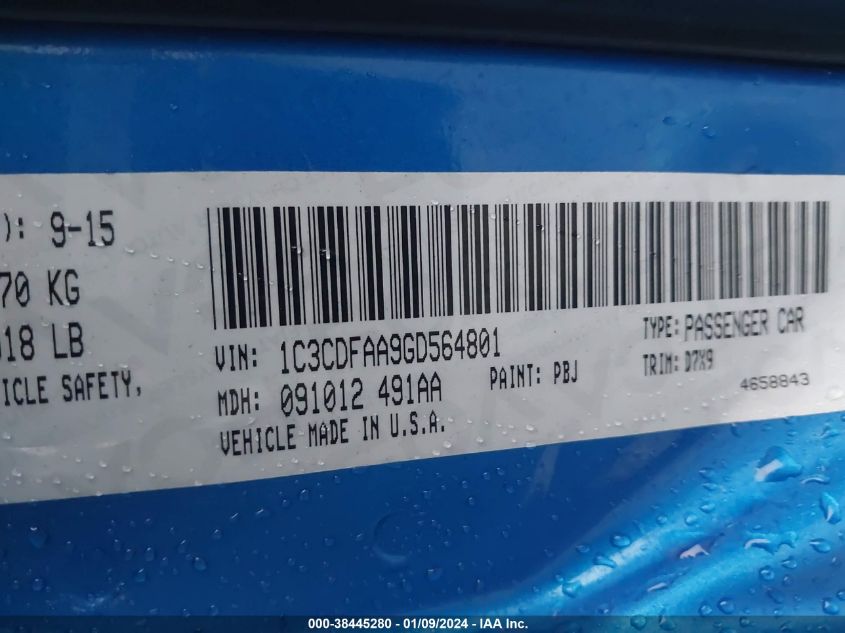 ): 9-15
70 KG
018 LB
ICLE SAFETY,
VIN: 1C3CDFAA9GD564801
TYPE: PASSENGER CAR
MDH: 091012 491AA
PAINT: PBJ
TRIM: D7X9
4658843
VEHICLE MADE IN U.S.A.
000-38445280 - 01/09/2024 - IAA Inc.